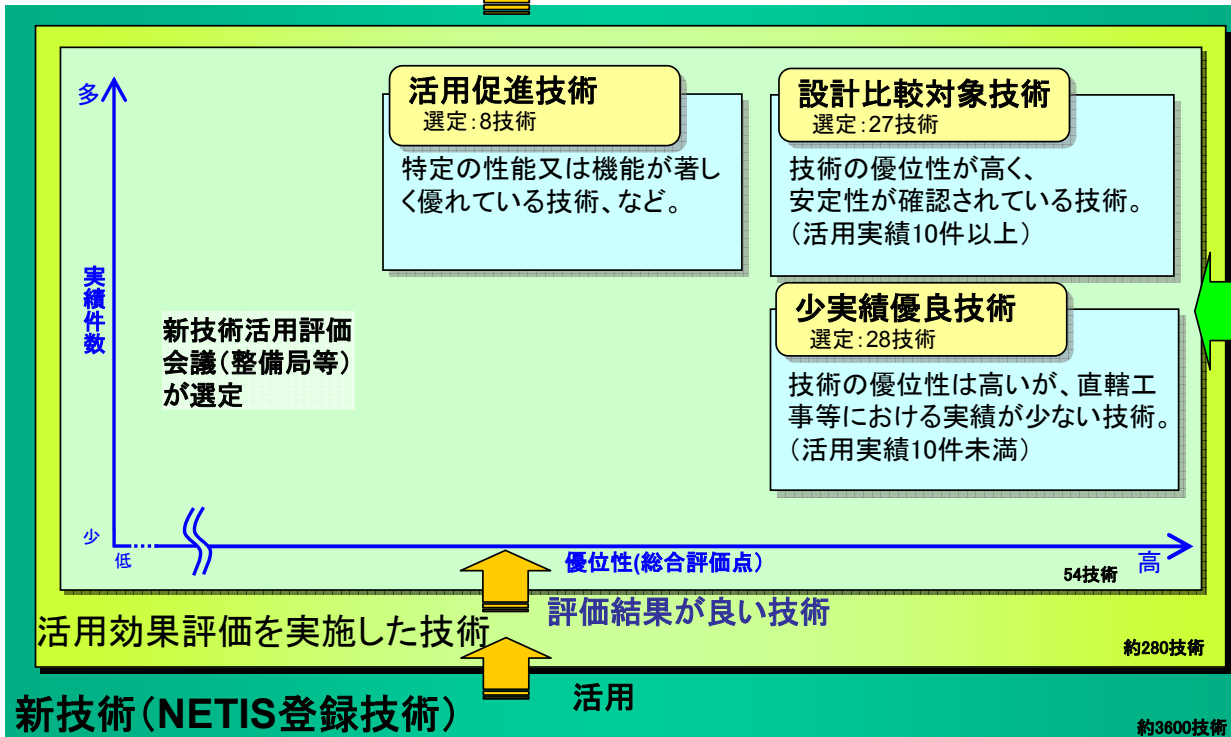 多
活用促進技術
選定:8技術
特定の性能又は機能が著し
く優れている技術、など。
設計比較対象技術
選定:27技術
技術の優位性が高く、
安定性が確認されている技術。
（活用実績10件以上）
実績件数
新技術活用評価
会議(整備局等)
が選定
少実績優良技術
選定:28技術
技術の優位性は高いが、直轄工
事等における実績が少ない技術。
（活用実績10件未満）
少
低
優位性(総合評価点)
高
54技術
評価結果が良い技術
活用効果評価を実施した技術
約280技術
活用
新技術(NETIS登録技術)
約3600技術